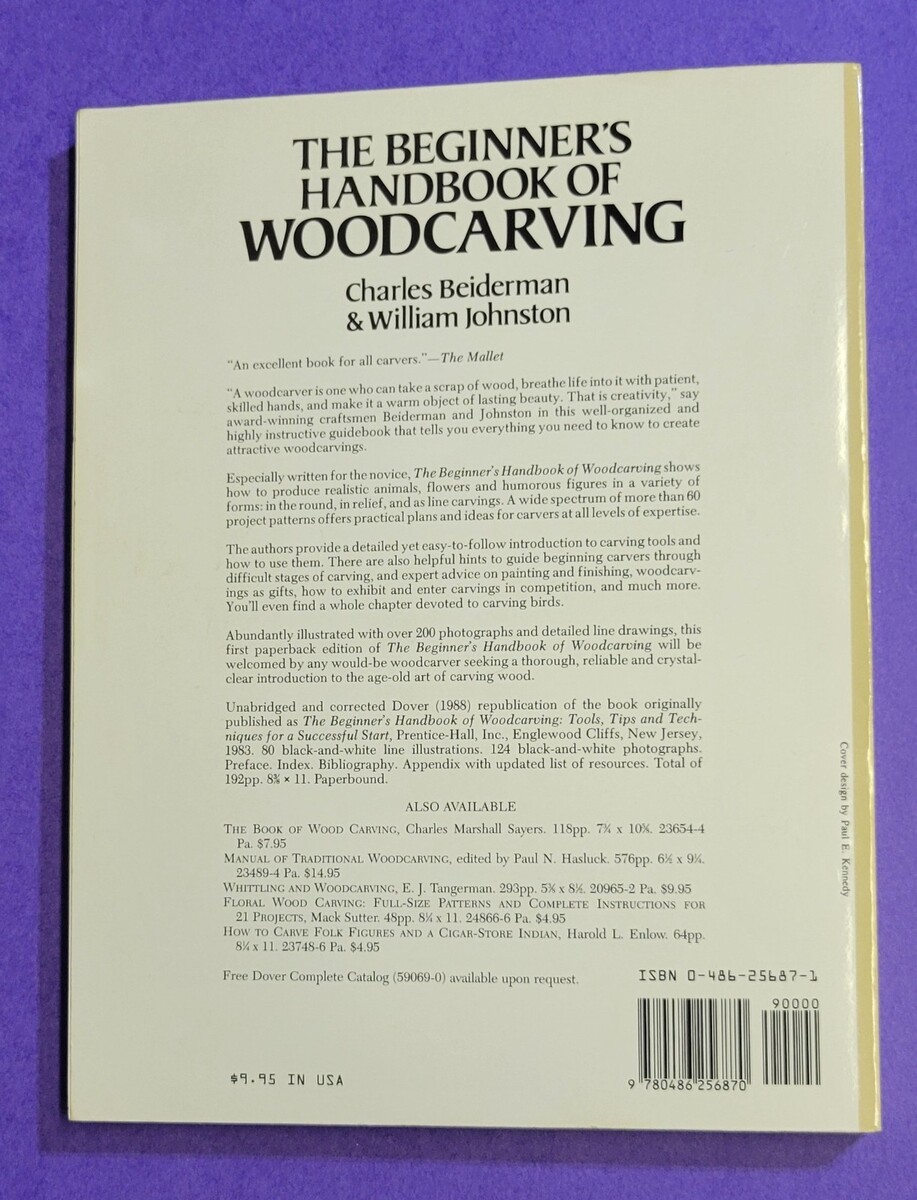 THE BEGINNER'S
HANDBOOK OF
WOODCARVING
Charles Beiderman
& William Johnston
"An excellent book for all carvers."—The Mallet
"A woodcarver is one who can take a scrap of wood, breathe life into it with patient,
skilled hands, and make it a warm object of lasting beauty. That is creativity," say
award-winning craftsmen Beiderman and Johnston in this well-organized and
highly instructive guidebook that tells you everything you need to know to create
attractive woodcarvings.
Especially written for the novice, The Beginner's Handbook of Woodcarving shows
how to produce realistic animals, flowers and humorous figures in a variety of
forms: in the round, in relief, and as line carvings. A wide spectrum of more than 60
project patterns offers practical plans and ideas for carvers at all levels of expertise.
The authors provide a detailed yet easy-to-follow introduction to carving tools and
how to use them. There are also helpful hints to guide beginning carvers through
difficult stages of carving, and expert advice on painting and finishing, woodcarv-
ings as gifts, how to exhibit and enter carvings in competition, and much more.
You'll even find a whole chapter devoted to carving birds.
Abundantly illustrated with over 200 photographs and detailed line drawings, this
first paperback edition of The Beginner's Handbook of Woodcarving will be
welcomed by any would-be woodcarver seeking a thorough, reliable and crystal-
clear introduction to the age-old art of carving wood.
Unabridged and corrected Dover (1988) republication of the book originally
published as The Beginner's Handbook of Woodcarving: Tools, Tips and Tech-
niques for a Successful Start, Prentice-Hall, Inc., Englewood Cliffs, New Jersey,
1983. 80 black-and-white line illustrations. 124 black-and-white photographs.
Preface. Index. Bibliography. Appendix with updated list of resources. Total of
192pp. 8⅜ × 11. Paperbound.
ALSO AVAILABLE
THE BOOK OF WOOD CARVING, Charles Marshall Sayers. 118pp. 7¾ x 10⅝. 23654-4
Pa. $7.95
MANUAL OF TRADITIONAL WOODCARVING, edited by Paul N. Hasluck. 576pp. 6½ x 9¼.
23489-4 Pa. $14.95
WHITTLING AND WOODCARVING, E. J. Tangerman. 293pp. 5⅜ x 8½. 20965-2 Pa. $9.95
FLORAL WOOD CARVING: FULL-SIZE PATTERNS AND COMPLETE INSTRUCTIONS FOR
21 PROJECTS, Mack Sutter. 48pp. 8¼ x 11. 24866-6 Pa. $4.95
HOW TO CARVE FOLK FIGURES AND A CIGAR-STORE INDIAN, Harold L. Enlow. 64pp.
8¼ x 11. 23748-6 Pa. $4.95
Free Dover Complete Catalog (59069-0) available upon request.
ISBN 0-486-25687-1
90000
9 780486 256870
$9.95 IN USA
Cover design by Paul E. Kennedy